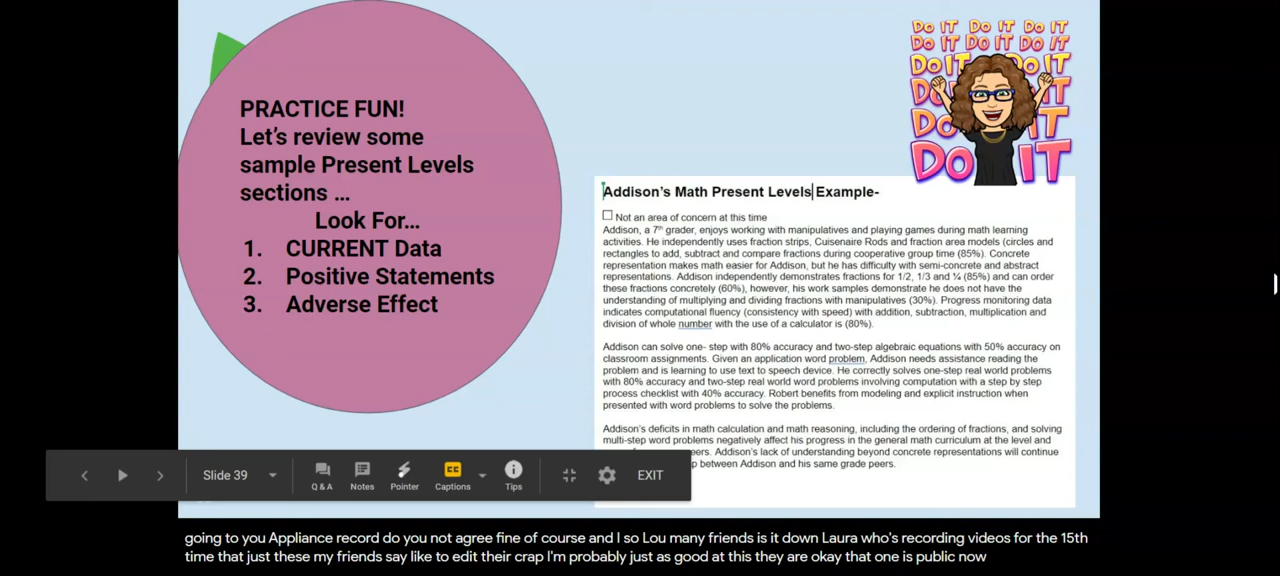 PRACTICE FUN!
Let's review some
sample Present Levels
sections ...
Look For...
1. CURRENT Data
2. Positive Statements
3. Adverse Effect
DO IT DO IT DO IT
DO IT DO IT DO IT
DO IT DO IT
DO IT
DO IT
DO IT
Addison's Math Present Levels Example-
Not an area of concern at this time
Addison, a 7th grader, enjoys working with manipulatives and playing games during math learning
activities. He independently uses fraction strips, Cuisenaire Rods and fraction area models (circles and
rectangles to add, subtract and compare fractions during cooperative group time (85%). Concrete
representation makes math easier for Addison, but he has difficulty with semi-concrete and abstract
representations. Addison independently demonstrates fractions for 1/2, 1/3 and ¼ (85%) and can order
these fractions concretely (60%), however, his work samples demonstrate he does not have the
understanding of multiplying and dividing fractions with manipulatives (30%). Progress monitoring data
indicates computational fluency (consistency with speed) with addition, subtraction, multiplication and
division of whole number with the use of a calculator is (80%).
Addison can solve one- step with 80% accuracy and two-step algebraic equations with 50% accuracy on
classroom assignments. Given an application word problem, Addison needs assistance reading the
problem and is learning to use text to speech device. He correctly solves one-step real world problems
with 80% accuracy and two-step real world word problems involving computation with a step by step
process checklist with 40% accuracy. Robert benefits from modeling and explicit instruction when
presented with word problems to solve the problems.
Addison's deficits in math calculation and math reasoning, including the ordering of fractions, and solving
multi-step word problems negatively affect his progress in the general math curriculum at the level and
eers. Addison's lack of understanding beyond concrete representations will continue
p between Addison and his same grade peers.
Slide 39
Q & A
Notes
Pointer
CC
Captions
Tips
EXIT
going to you Appliance record do you not agree fine of course and I so Lou many friends is it down Laura who's recording videos for the 15th
time that just these my friends say like to edit their crap I'm probably just as good at this they are okay that one is public now